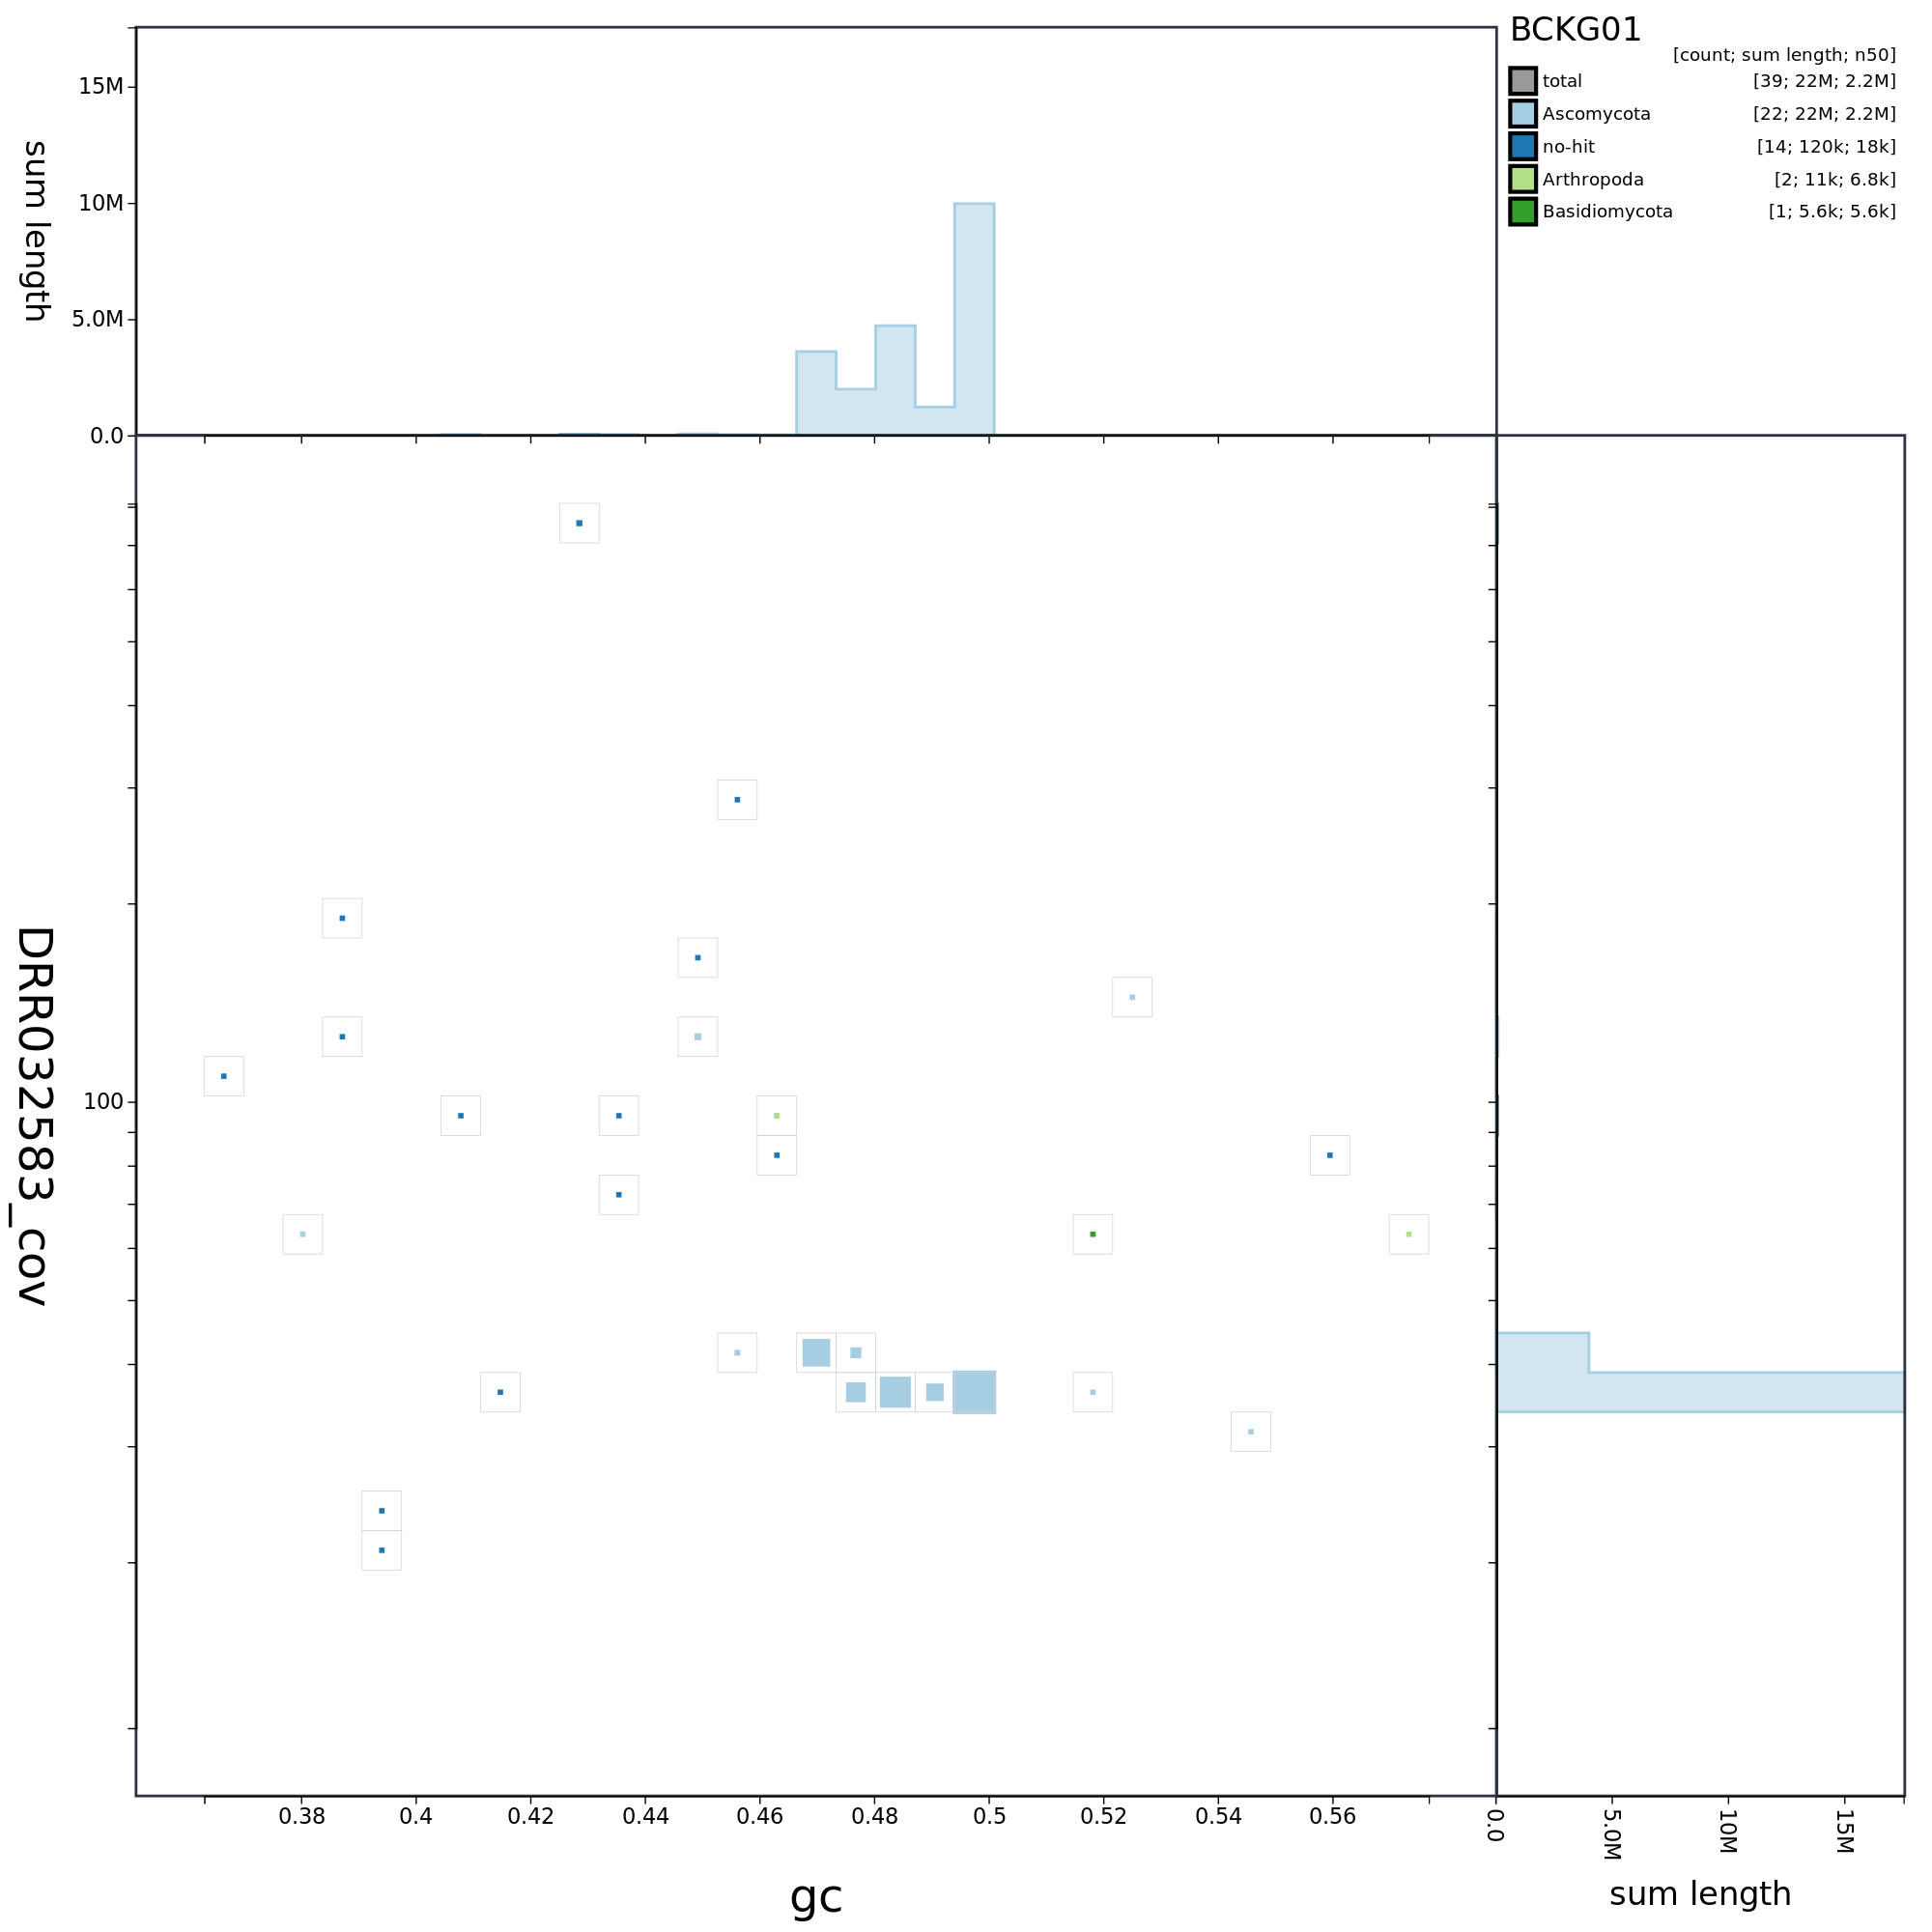 BCKG01
[count; sum length; n50]
total [39; 22M; 2.2M]
Ascomycota [22; 22M; 2.2M]
no-hit [14; 120k; 18k]
Arthropoda [2; 11k; 6.8k]
Basidiomycota [1; 5.6k; 5.6k]
sum length
15M
10M
5.0M
0.0
DRR032583_cov
100
0.38 0.4 0.42 0.44 0.46 0.48 0.5 0.52 0.54 0.56
gc
0.0 5.0M 10M 15M
sum length